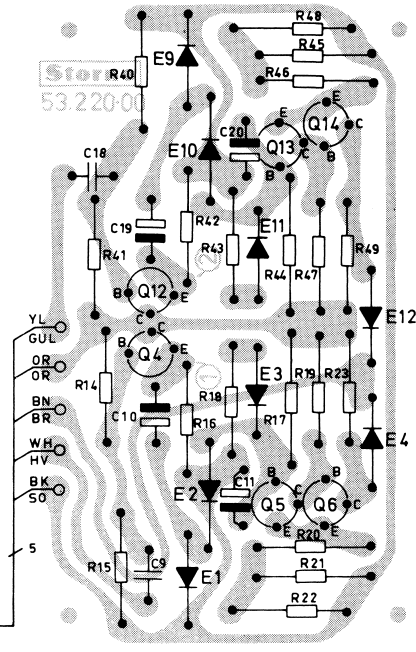 R48
E9
R45
R40
Storno
R46
53.220-00
E
Q14
C20
E
C
E10
Q13
C
B
C18
B
C19
R42
E11
R41
R43
R44
R47
R49
2
B
Q12
E
C
E12
YL
GUL
C
B
Q4
E
OR
OR
R14
1
E3
R19
R23
BN
BR
C10
R16
R18
R17
E4
WH
HV
BK
SO
E2
C11
B
B
Q5
C
Q6
C
E
E
5
R15
C9
E1
R20
R21
R22